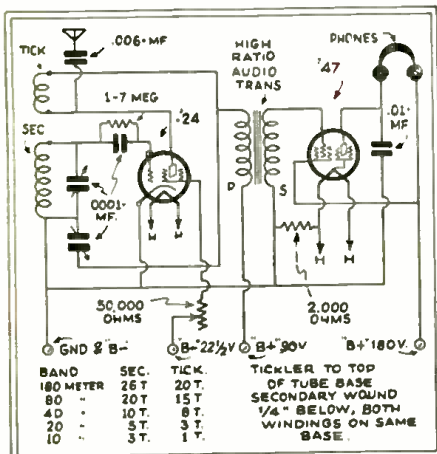 .006-MF
TICK
1-7 MEG
'24
SEC
.0001-
MF.
HIGH
RATIO
AUDIO
TRANS
'47
PHONES
.01-
MF
P
S
H
H
H
H
50,000
OHMS
2,000
OHMS
GND & "B-"
"B+" 22½V
"B+" 90V
"B+" 180V.
BAND SEC. TICK.
180 METER 26 T 20 T.
80 " 20 T 15 T
40 " 10 T. 8 T.
20 " 5 T. 3 T.
10 " 3 T. 1 T.
TICKLER TO TOP
OF TUBE BASE
SECONDARY WOUND
1/4" BELOW, BOTH
WINDINGS ON SAME
BASE.